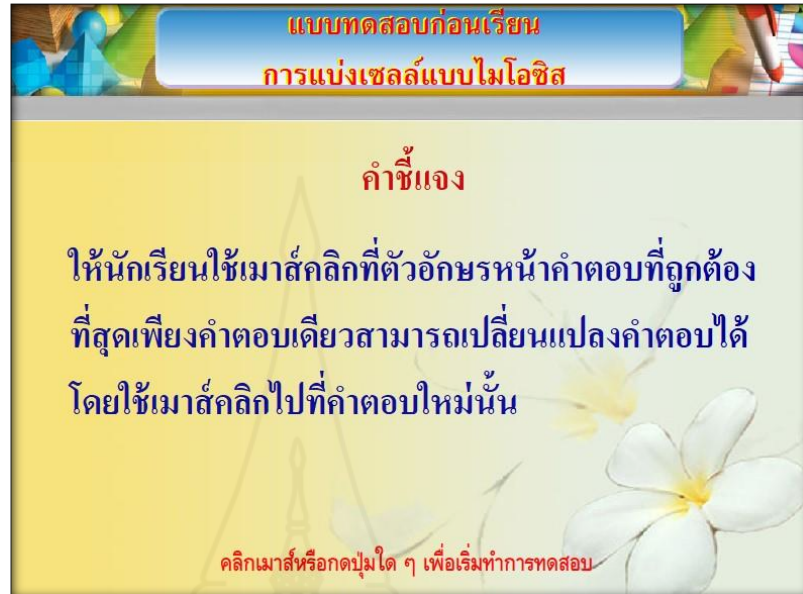 แบบทดสอบก่อนเรียน
การแบ่งเซลล์แบบไมโอซิส
คำชี้แจง
ให้นักเรียนใช้เมาส์คลิกที่ตัวอักษรหน้าคำตอบที่ถูกต้อง
ที่สุดเพียงคำตอบเดียวสามารถเปลี่ยนแปลงคำตอบได้
โดยใช้เมาส์คลิกไปที่คำตอบใหม่นั้น
คลิกเมาส์หรือกดปุ่มใด ๆ เพื่อเริ่มทำการทดสอบ